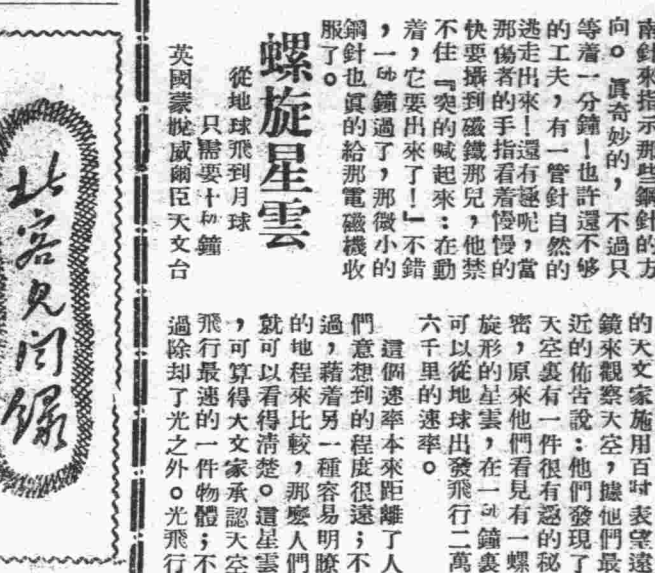 南針來指示那些鋼針的方
向。眞奇妙的，不過只
等着一分鐘！也許還不够
的工夫，有一管針自然的
逃走出來！還有趣呢，當
那傷者的手指看着慢慢的
快要攝到磁鐵那兒，他禁
不住『突的喊起來：在動
着，它要出來了！』不錯
，一秒鐘過了，那微小的
鋼針也眞的給那電磁機收
服了。
螺旋星雲
從地球飛到月球
只需要十秒鐘
英國蒙悅威爾臣天文台
的天文家施用百吋表望遠
鏡來觀察天空，據他們最
近的佈告說：他們發現了
天空裏有一件很有趣的秘
密，原來他們看見有一螺
旋形的星雲，在一秒鐘裏
可以從地球出發飛行二萬
六千里的速率。
這個速率本來距離了人
們意想到的程度很遠；不
過，藉着另一種容易明瞭
的地程來比較，那麼人們
就可以看得清楚。這星雲
，可算得天文家承認天空
飛行最速的一件物體；不
過除却了光之外。光飛行
北客見聞錄